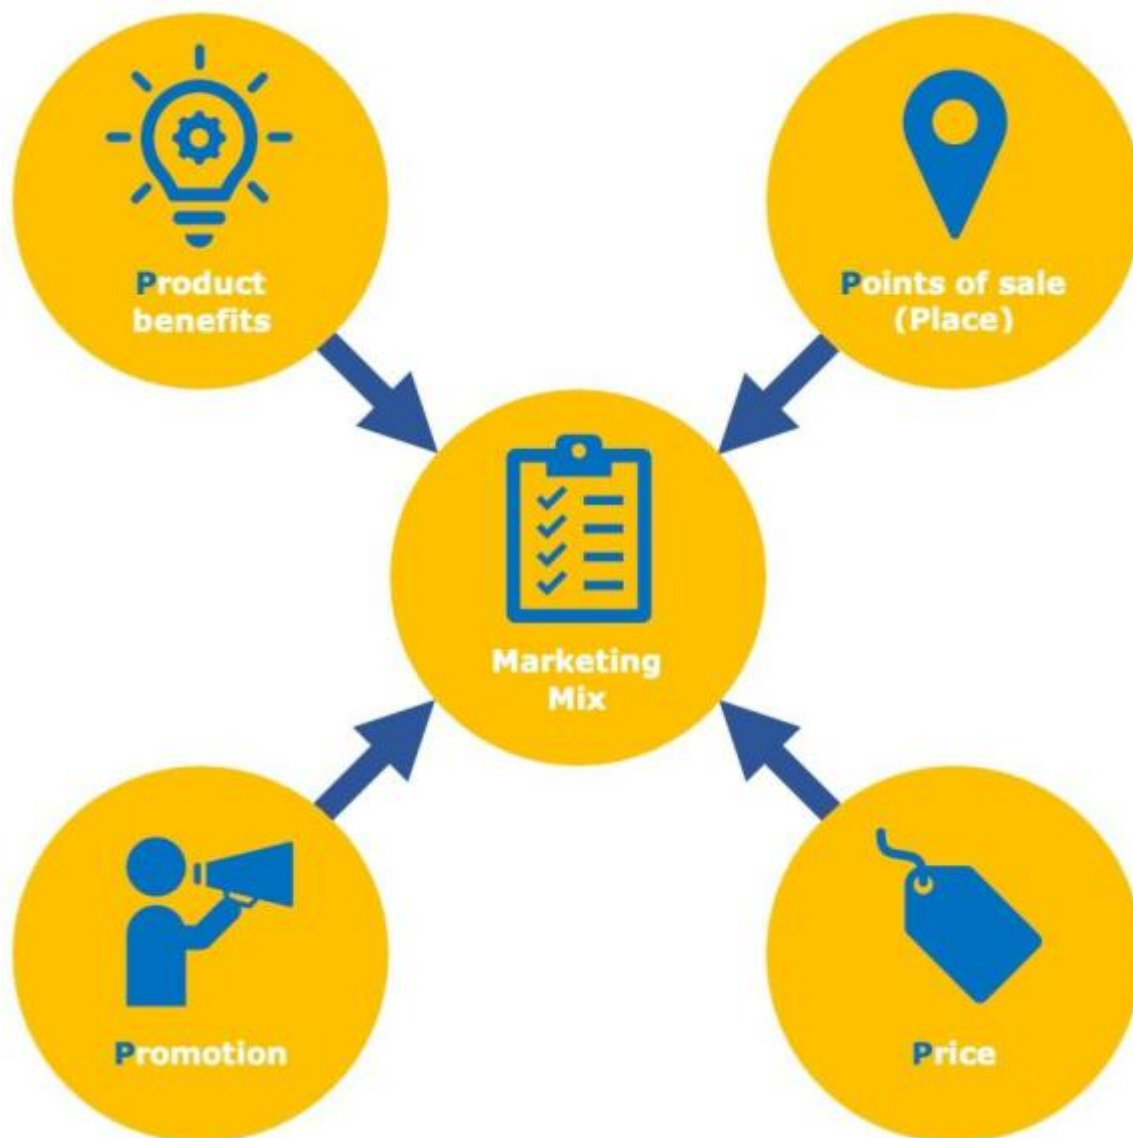 Product
benefits
Points of sale
(Place)
Marketing
Mix
Promotion
Price